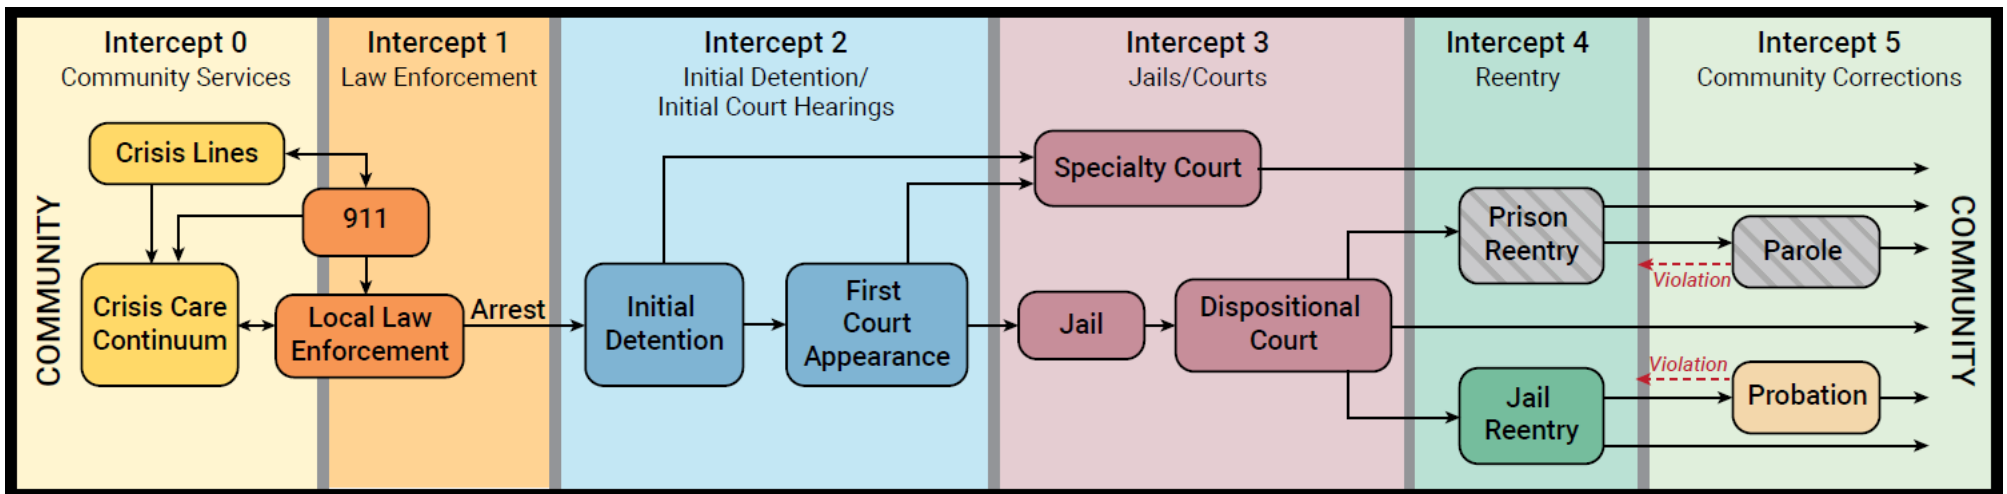 Intercept 0
Community Services
Intercept 1
Law Enforcement
Intercept 2
Initial Detention/
Initial Court Hearings
Intercept 3
Jails/Courts
Intercept 4
Reentry
Intercept 5
Community Corrections
COMMUNITY
Crisis Lines
911
Crisis Care
Continuum
Local Law
Enforcement
Arrest
Initial
Detention
First
Court
Appearance
Specialty Court
Jail
Dispositional
Court
Prison
Reentry
Parole
Violation
Jail
Reentry
Violation
Probation
COMMUNITY